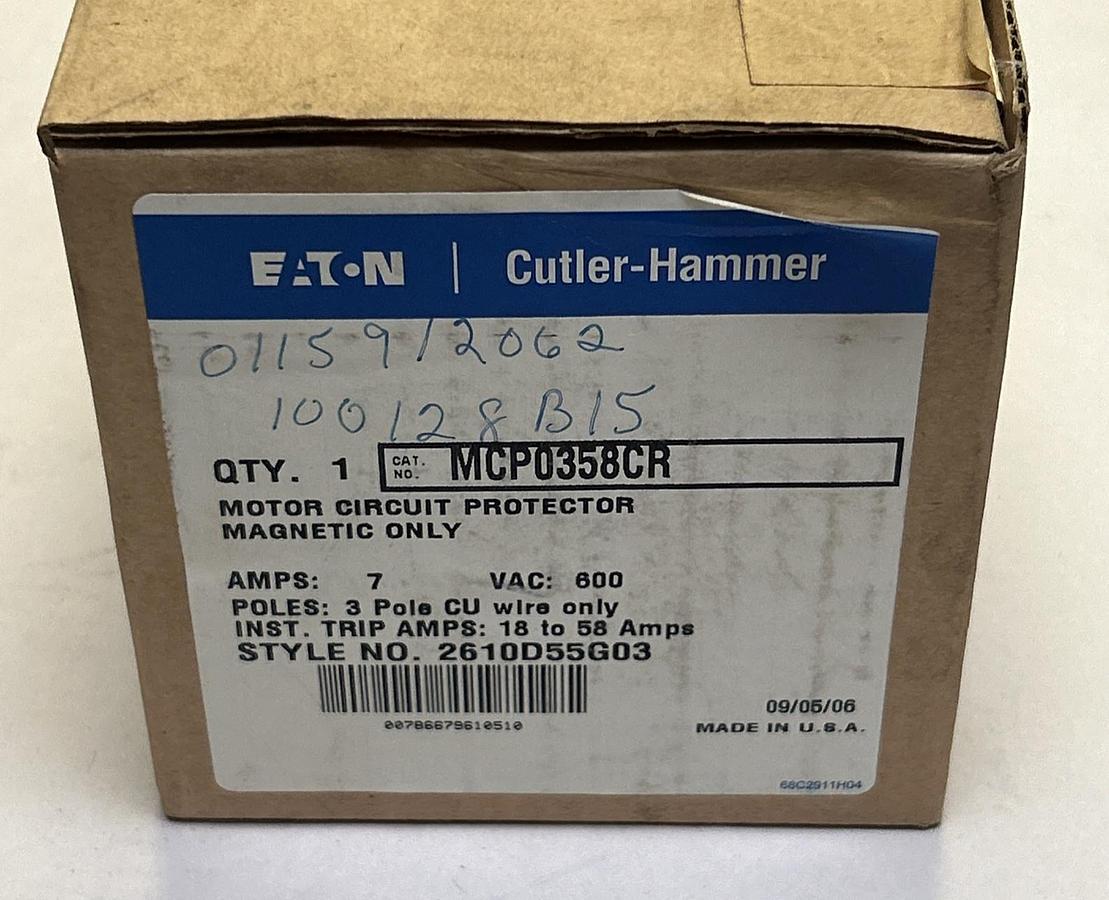 EATON | Cutler-Hammer
01159/2062
100128B15
QTY. 1 CAT. NO. MCP0358CR
MOTOR CIRCUIT PROTECTOR
MAGNETIC ONLY
AMPS: 7 VAC: 600
POLES: 3 Pole CU wire only
INST. TRIP AMPS: 18 to 58 Amps
STYLE NO. 2610D55G03
00786679610510
09/05/06
MADE IN U.S.A.
68C2911H04